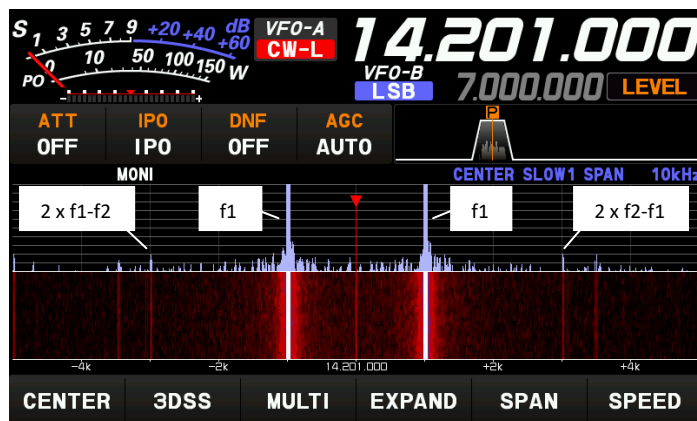 S 1 3 5 7 9 +20 +40 +60 dB
PO 0 10 50 100 150 W
- +
VFO-A
CW-L
14.201.000
VFO-B
LSB
7.000.000
LEVEL
ATT IPO DNF AGC
OFF IPO OFF AUTO
P
MONI CENTER SLOW1 SPAN 10kHz
2 x f1-f2 f1 f1 2 x f2-f1
-4k -2k 14.201.000 +2k +4k
CENTER 3DSS MULTI EXPAND SPAN SPEED